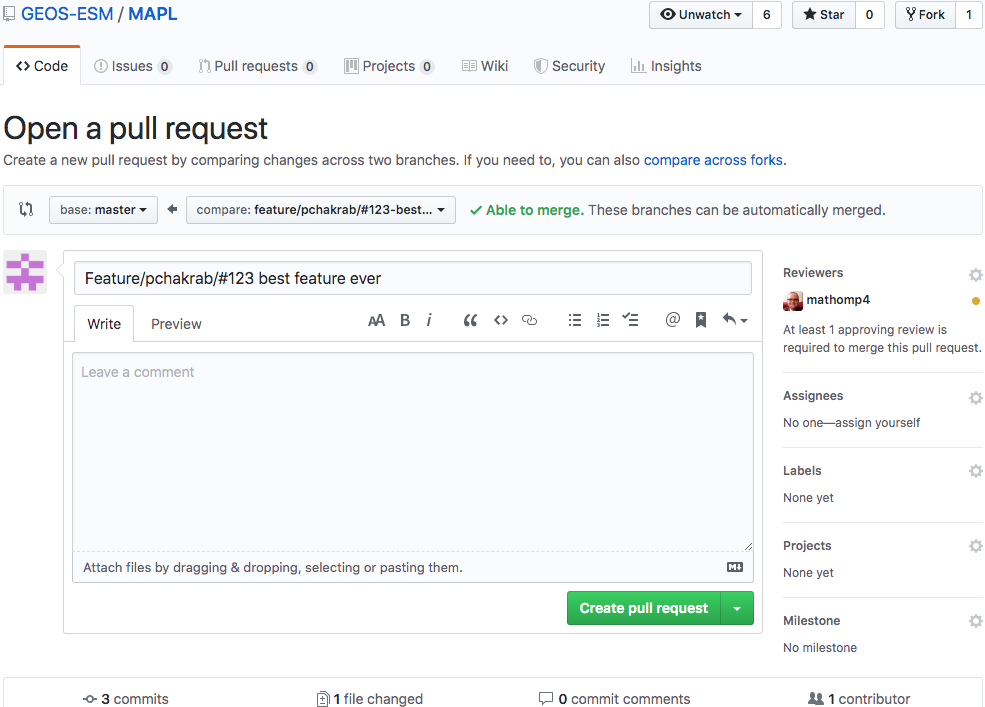 GEOS-ESM / MAPL
Unwatch 6 Star 0 Fork 1
Code Issues 0 Pull requests 0 Projects 0 Wiki Security Insights
Open a pull request
Create a new pull request by comparing changes across two branches. If you need to, you can also compare across forks.
base: master compare: feature/pchakrab/#123-best... Able to merge. These branches can be automatically merged.
Feature/pchakrab/#123 best feature ever
Write Preview AA B i
Leave a comment
Attach files by dragging & dropping, selecting or pasting them.
Create pull request
Reviewers
mathomp4
At least 1 approving review is
required to merge this pull request.
Assignees
No one—assign yourself
Labels
None yet
Projects
None yet
Milestone
No milestone
3 commits 1 file changed 0 commit comments 1 contributor